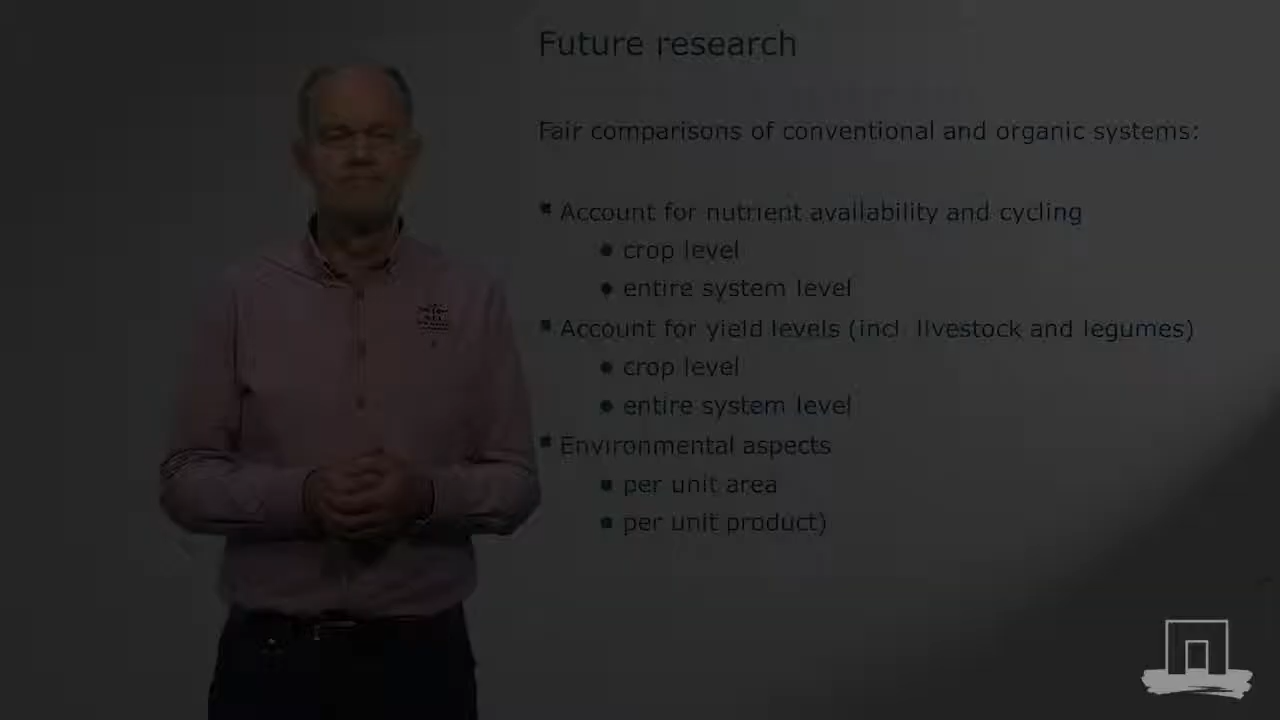 Future research
Fair comparisons of conventional and organic systems:
Account for nutrient availability and cycling
crop level
entire system level
Account for yield levels (incl. livestock and legumes)
crop level
entire system level
Environmental aspects
per unit area
per unit product)